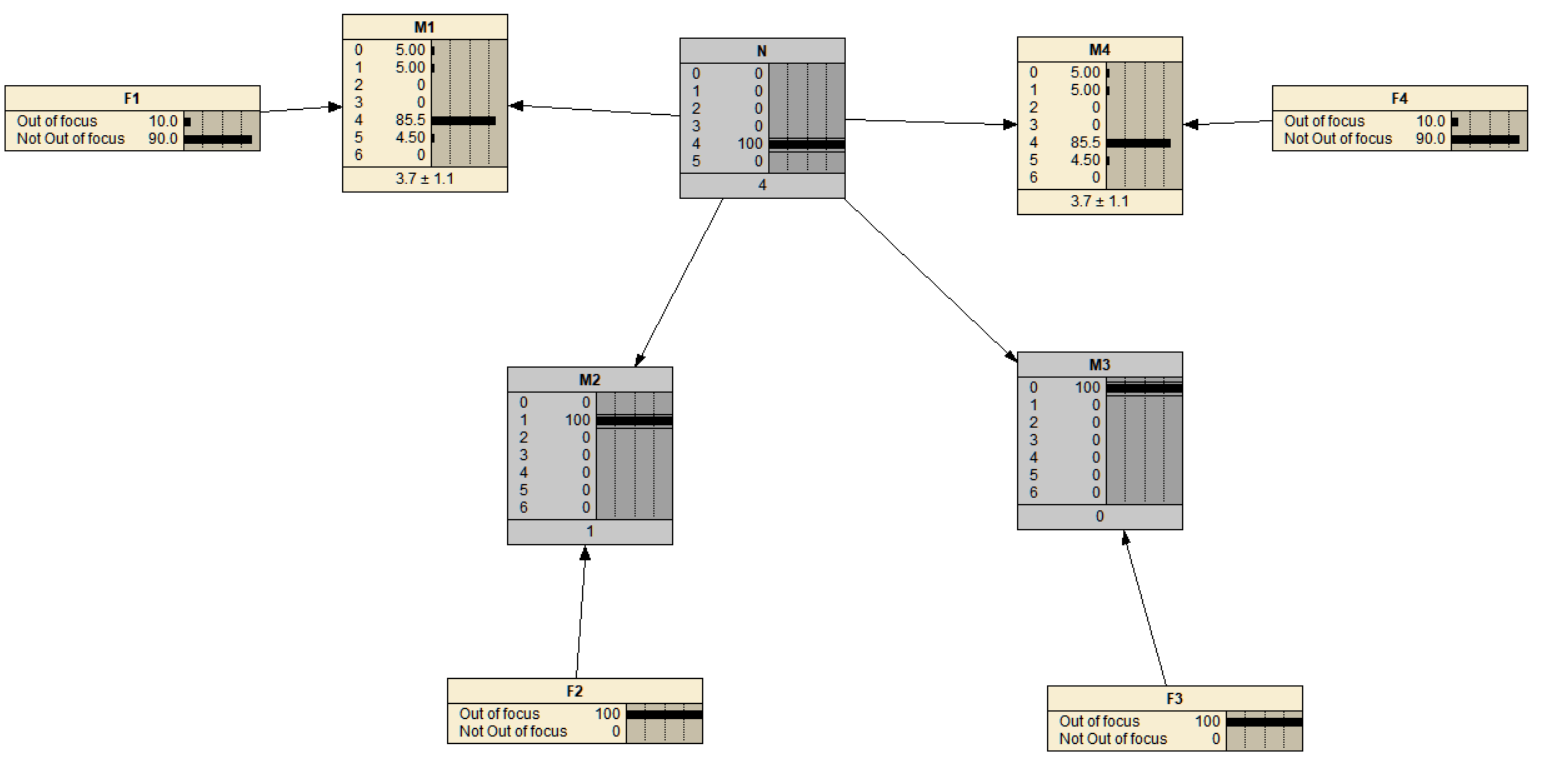 M1
0 5.00
1 5.00
2 0
3 0
4 85.5
5 4.50
6 0
3.7 ± 1.1
N
0 0
1 0
2 0
3 0
4 100
5 0
4
M4
0 5.00
1 5.00
2 0
3 0
4 85.5
5 4.50
6 0
3.7 ± 1.1
F1
Out of focus 10.0
Not Out of focus 90.0
F4
Out of focus 10.0
Not Out of focus 90.0
M2
0 0
1 100
2 0
3 0
4 0
5 0
6 0
1
M3
0 100
1 0
2 0
3 0
4 0
5 0
6 0
0
F2
Out of focus 100
Not Out of focus 0
F3
Out of focus 100
Not Out of focus 0